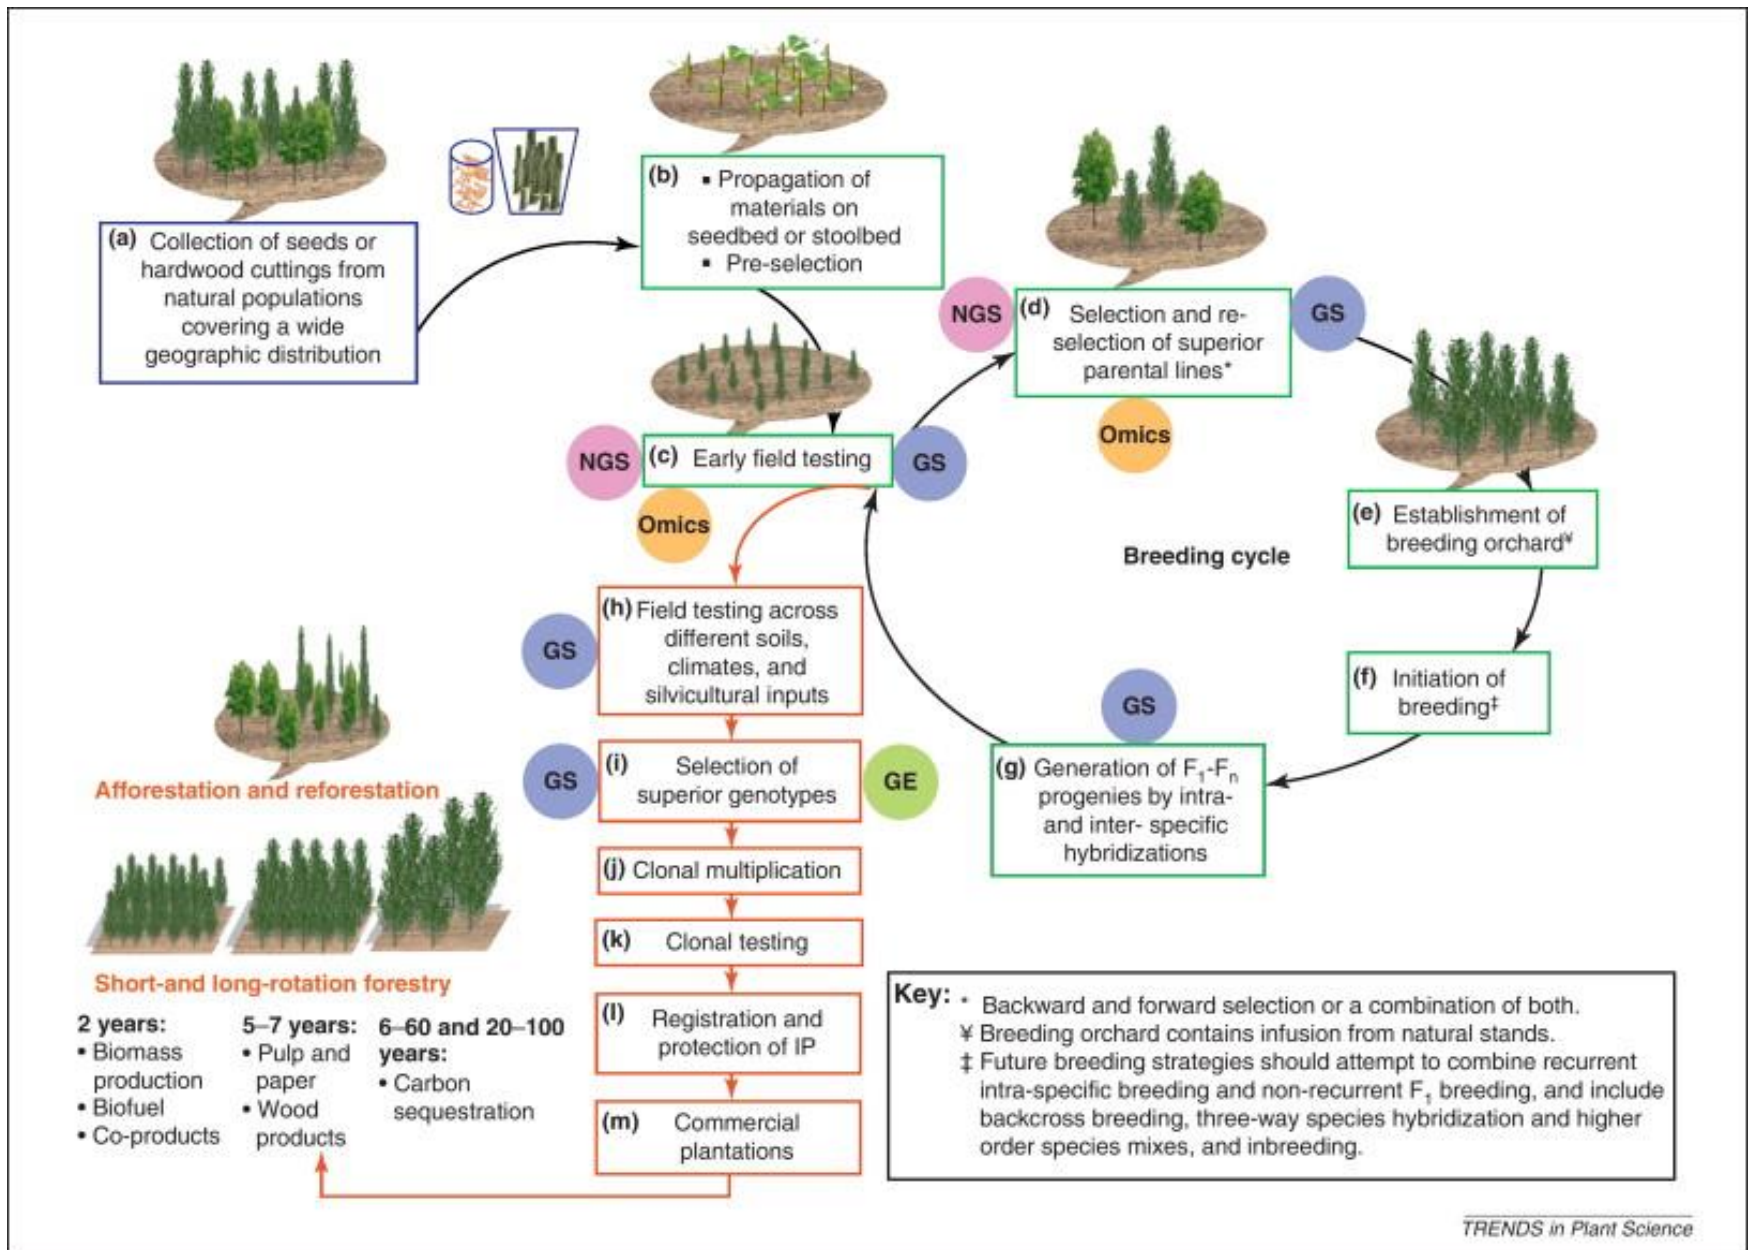 (a) Collection of seeds or
hardwood cuttings from
natural populations
covering a wide
geographic distribution
(b) ▪ Propagation of
materials on
seedbed or stoolbed
▪ Pre-selection
NGS
(c) Early field testing
GS
Omics
NGS
(d) Selection and re-
selection of superior
parental lines*
GS
Omics
(e) Establishment of
breeding orchard¥
Breeding cycle
(f) Initiation of
breeding‡
GS
(g) Generation of F₁-Fₙ
progenies by intra-
and inter- specific
hybridizations
GS
(h) Field testing across
different soils,
climates, and
silvicultural inputs
GS
(i) Selection of
superior genotypes
GE
(j) Clonal multiplication
(k) Clonal testing
(l) Registration and
protection of IP
(m) Commercial
plantations
Afforestation and reforestation
Short-and long-rotation forestry
2 years:
• Biomass
production
• Biofuel
• Co-products
5–7 years:
• Pulp and
paper
• Wood
products
6–60 and 20–100
years:
• Carbon
sequestration
Key: * Backward and forward selection or a combination of both.
¥ Breeding orchard contains infusion from natural stands.
‡ Future breeding strategies should attempt to combine recurrent
intra-specific breeding and non-recurrent F₁ breeding, and include
backcross breeding, three-way species hybridization and higher
order species mixes, and inbreeding.
TRENDS in Plant Science